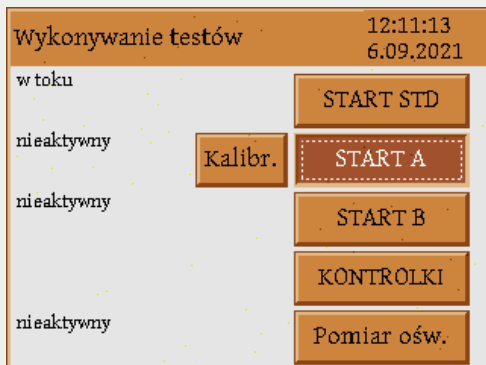 Wykonywanie testów
12:11:13
6.09.2021
w toku
START STD
nieaktywny
Kalibr.
START A
nieaktywny
START B
KONTROLKI
nieaktywny
Pomiar ośw.